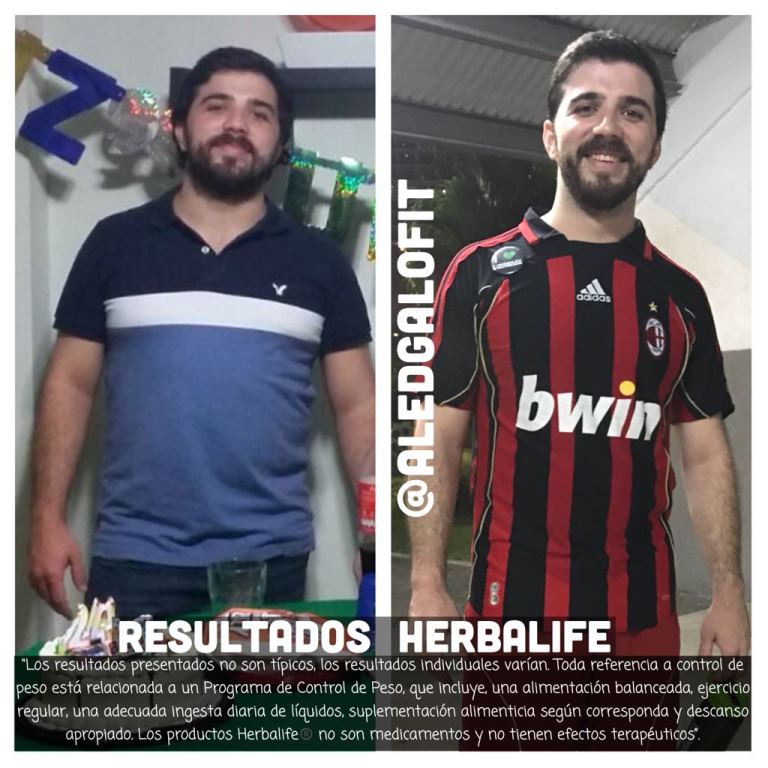 @ALEDGALOFIT
adidas
bwin
RESULTADOS HERBALIFE
"Los resultados presentados no son típicos, los resultados individuales varían. Toda referencia a control de
peso está relacionada a un Programa de Control de Peso, que incluye, una alimentación balanceada, ejercicio
regular, una adecuada ingesta diaria de líquidos, suplementación alimenticia según corresponda y descanso
apropiado. Los productos Herbalife® no son medicamentos y no tienen efectos terapéuticos".